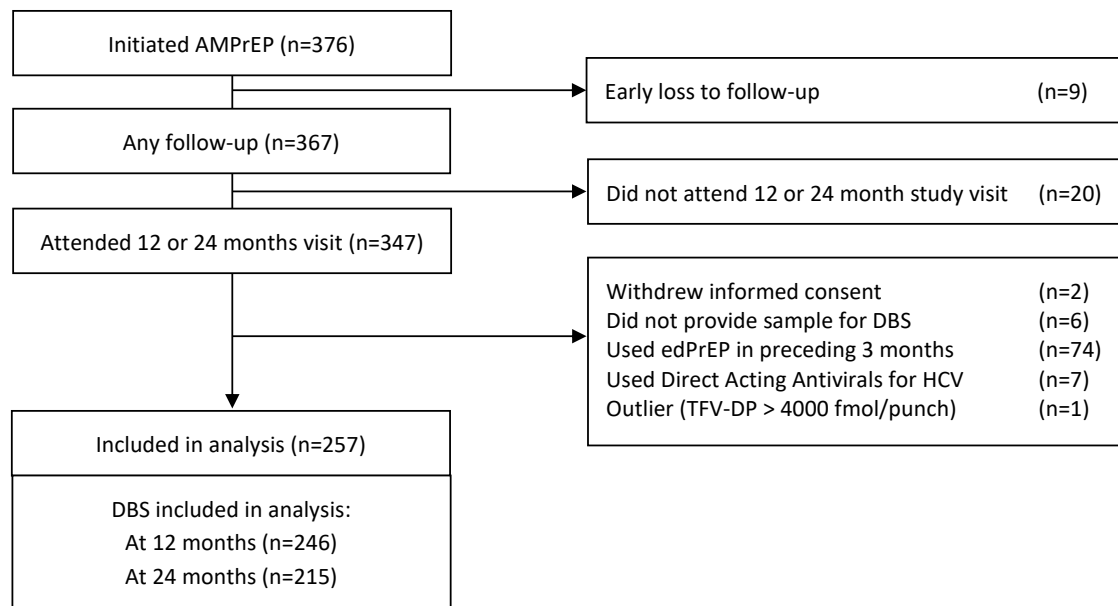 Initiated AMPrEP (n=376)
Early loss to follow-up (n=9)
Any follow-up (n=367)
Did not attend 12 or 24 month study visit (n=20)
Attended 12 or 24 months visit (n=347)
Withdrew informed consent (n=2)
Did not provide sample for DBS (n=6)
Used edPrEP in preceding 3 months (n=74)
Used Direct Acting Antivirals for HCV (n=7)
Outlier (TFV-DP > 4000 fmol/punch) (n=1)
Included in analysis (n=257)
DBS included in analysis:
At 12 months (n=246)
At 24 months (n=215)